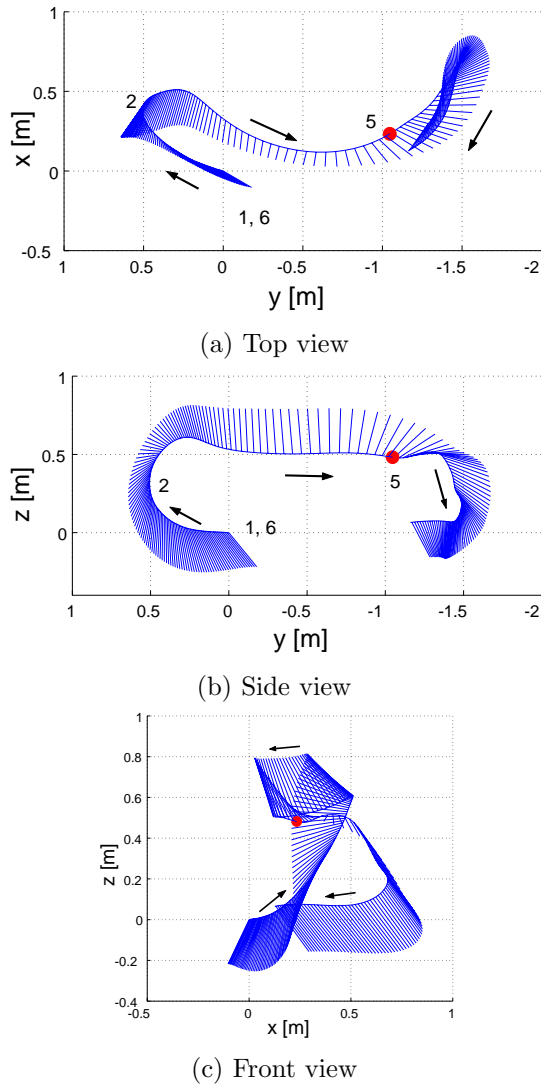 1
0.5
0
-0.5
x [m]
2
5
1, 6
1 0.5 0 -0.5 -1 -1.5 -2
y [m]
(a) Top view
1
0.5
0
z [m]
2
5
1, 6
1 0.5 0 -0.5 -1 -1.5 -2
y [m]
(b) Side view
1
0.8
0.6
0.4
0.2
0
-0.2
-0.4
z [m]
-0.5 0 0.5 1
x [m]
(c) Front view